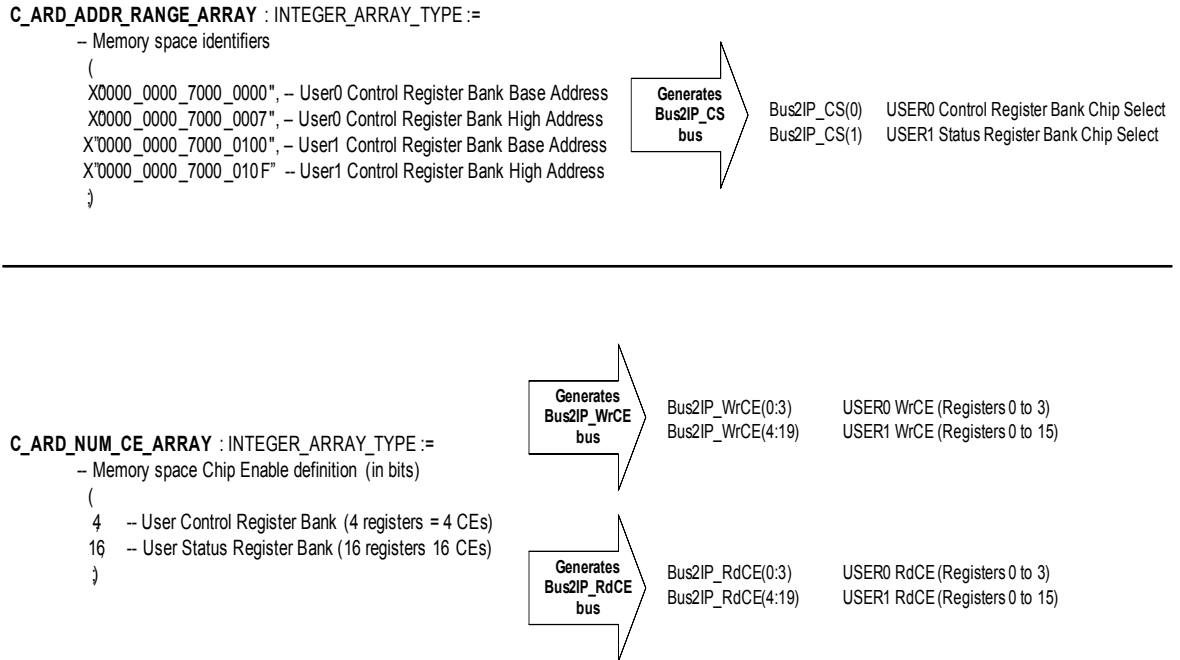 C_ARD_ADDR_RANGE_ARRAY : INTEGER_ARRAY_TYPE :=
-- Memory space identifiers
(
X"0000_0000_7000_0000", -- User0 Control Register Bank Base Address
X"0000_0000_7000_0007", -- User0 Control Register Bank High Address
X"0000_0000_7000_0100", -- User1 Control Register Bank Base Address
X"0000_0000_7000_010F" -- User1 Control Register Bank High Address
);
Generates
Bus2IP_CS
bus
Bus2IP_CS(0) USER0 Control Register Bank Chip Select
Bus2IP_CS(1) USER1 Status Register Bank Chip Select
C_ARD_NUM_CE_ARRAY : INTEGER_ARRAY_TYPE :=
-- Memory space Chip Enable definition (in bits)
(
4, -- User Control Register Bank (4 registers = 4 CEs)
16, -- User Status Register Bank (16 registers 16 CEs)
);
Generates
Bus2IP_WrCE
bus
Bus2IP_WrCE(0:3) USER0 WrCE (Registers 0 to 3)
Bus2IP_WrCE(4:19) USER1 WrCE (Registers 0 to 15)
Generates
Bus2IP_RdCE
bus
Bus2IP_RdCE(0:3) USER0 RdCE (Registers 0 to 3)
Bus2IP_RdCE(4:19) USER1 RdCE (Registers 0 to 15)